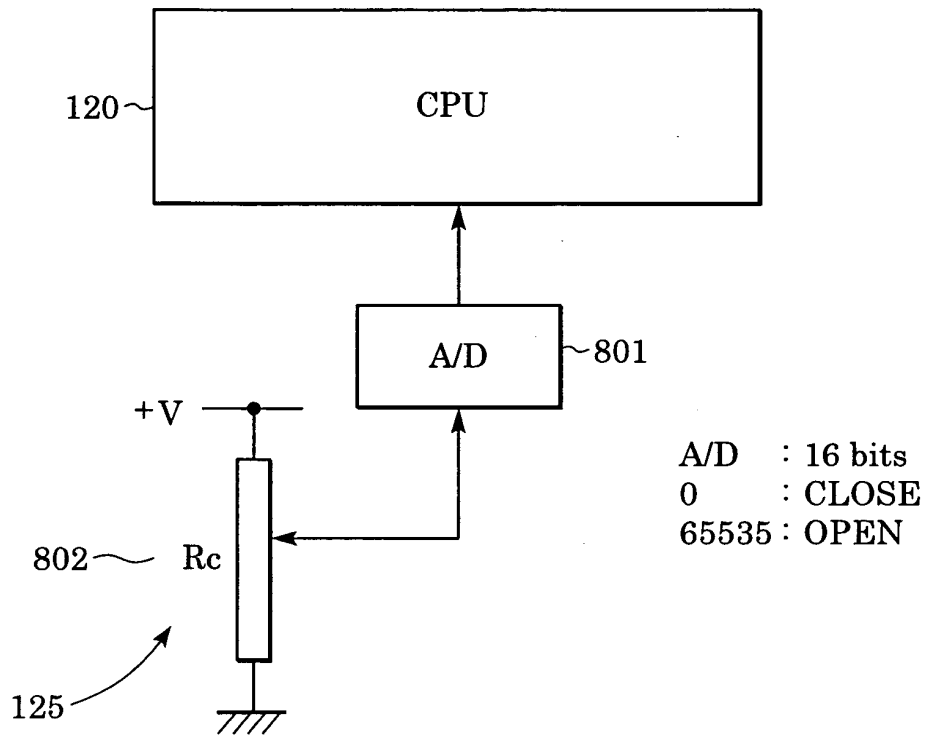 120
CPU
A/D
801
+V
802
Rc
125
A/D : 16 bits
0 : CLOSE
65535 : OPEN